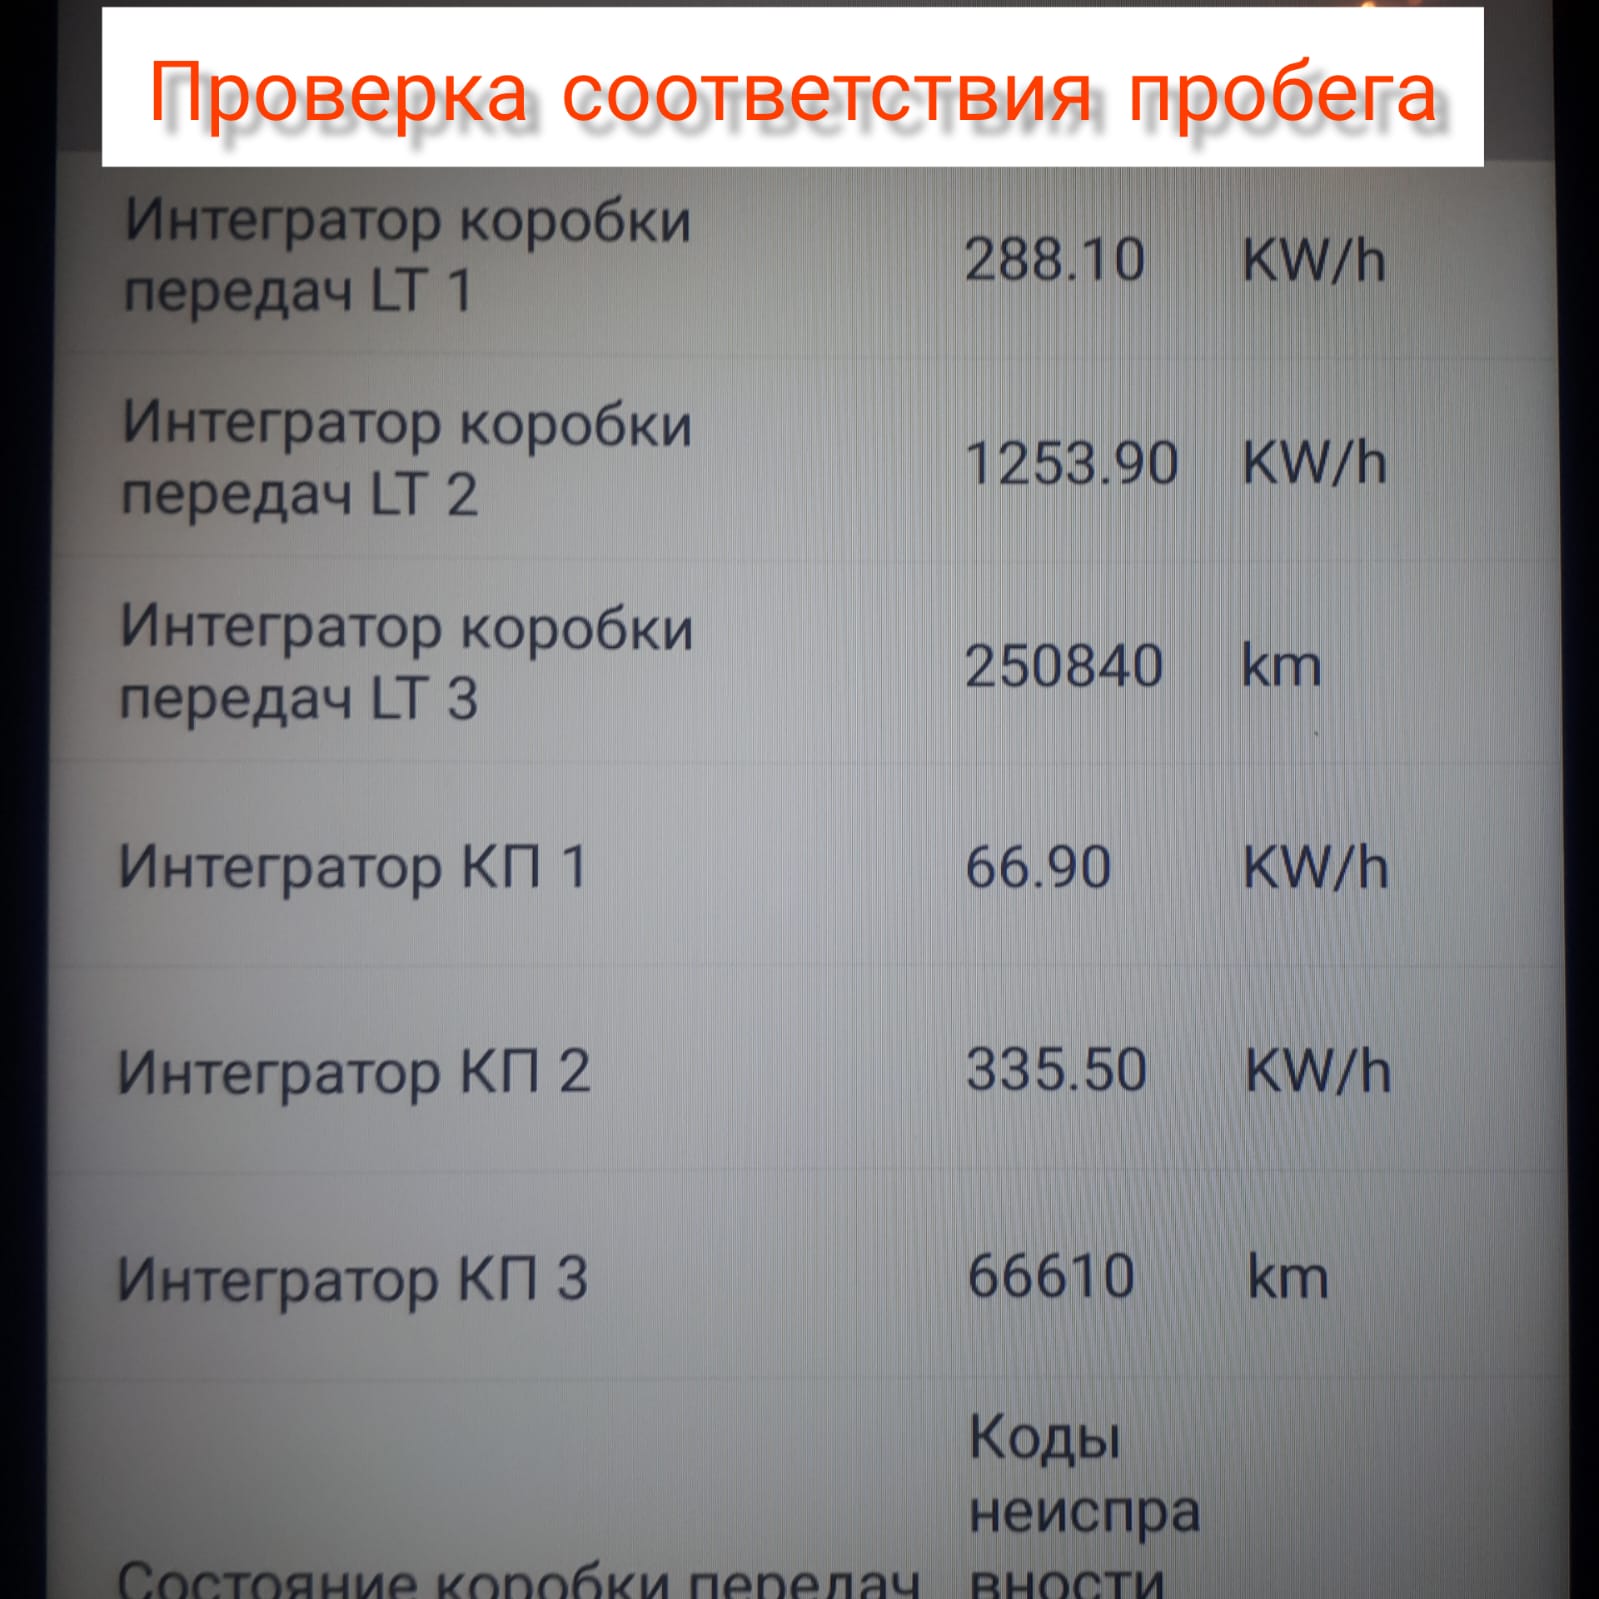 Проверка соответствия пробега
Интегратор коробки
передач LT 1
288.10 KW/h
Интегратор коробки
передач LT 2
1253.90 KW/h
Интегратор коробки
передач LT 3
250840 km
Интегратор КП 1 66.90 KW/h
Интегратор КП 2 335.50 KW/h
Интегратор КП 3 66610 km
Коды
неиспра
Состояние коробки передач вности